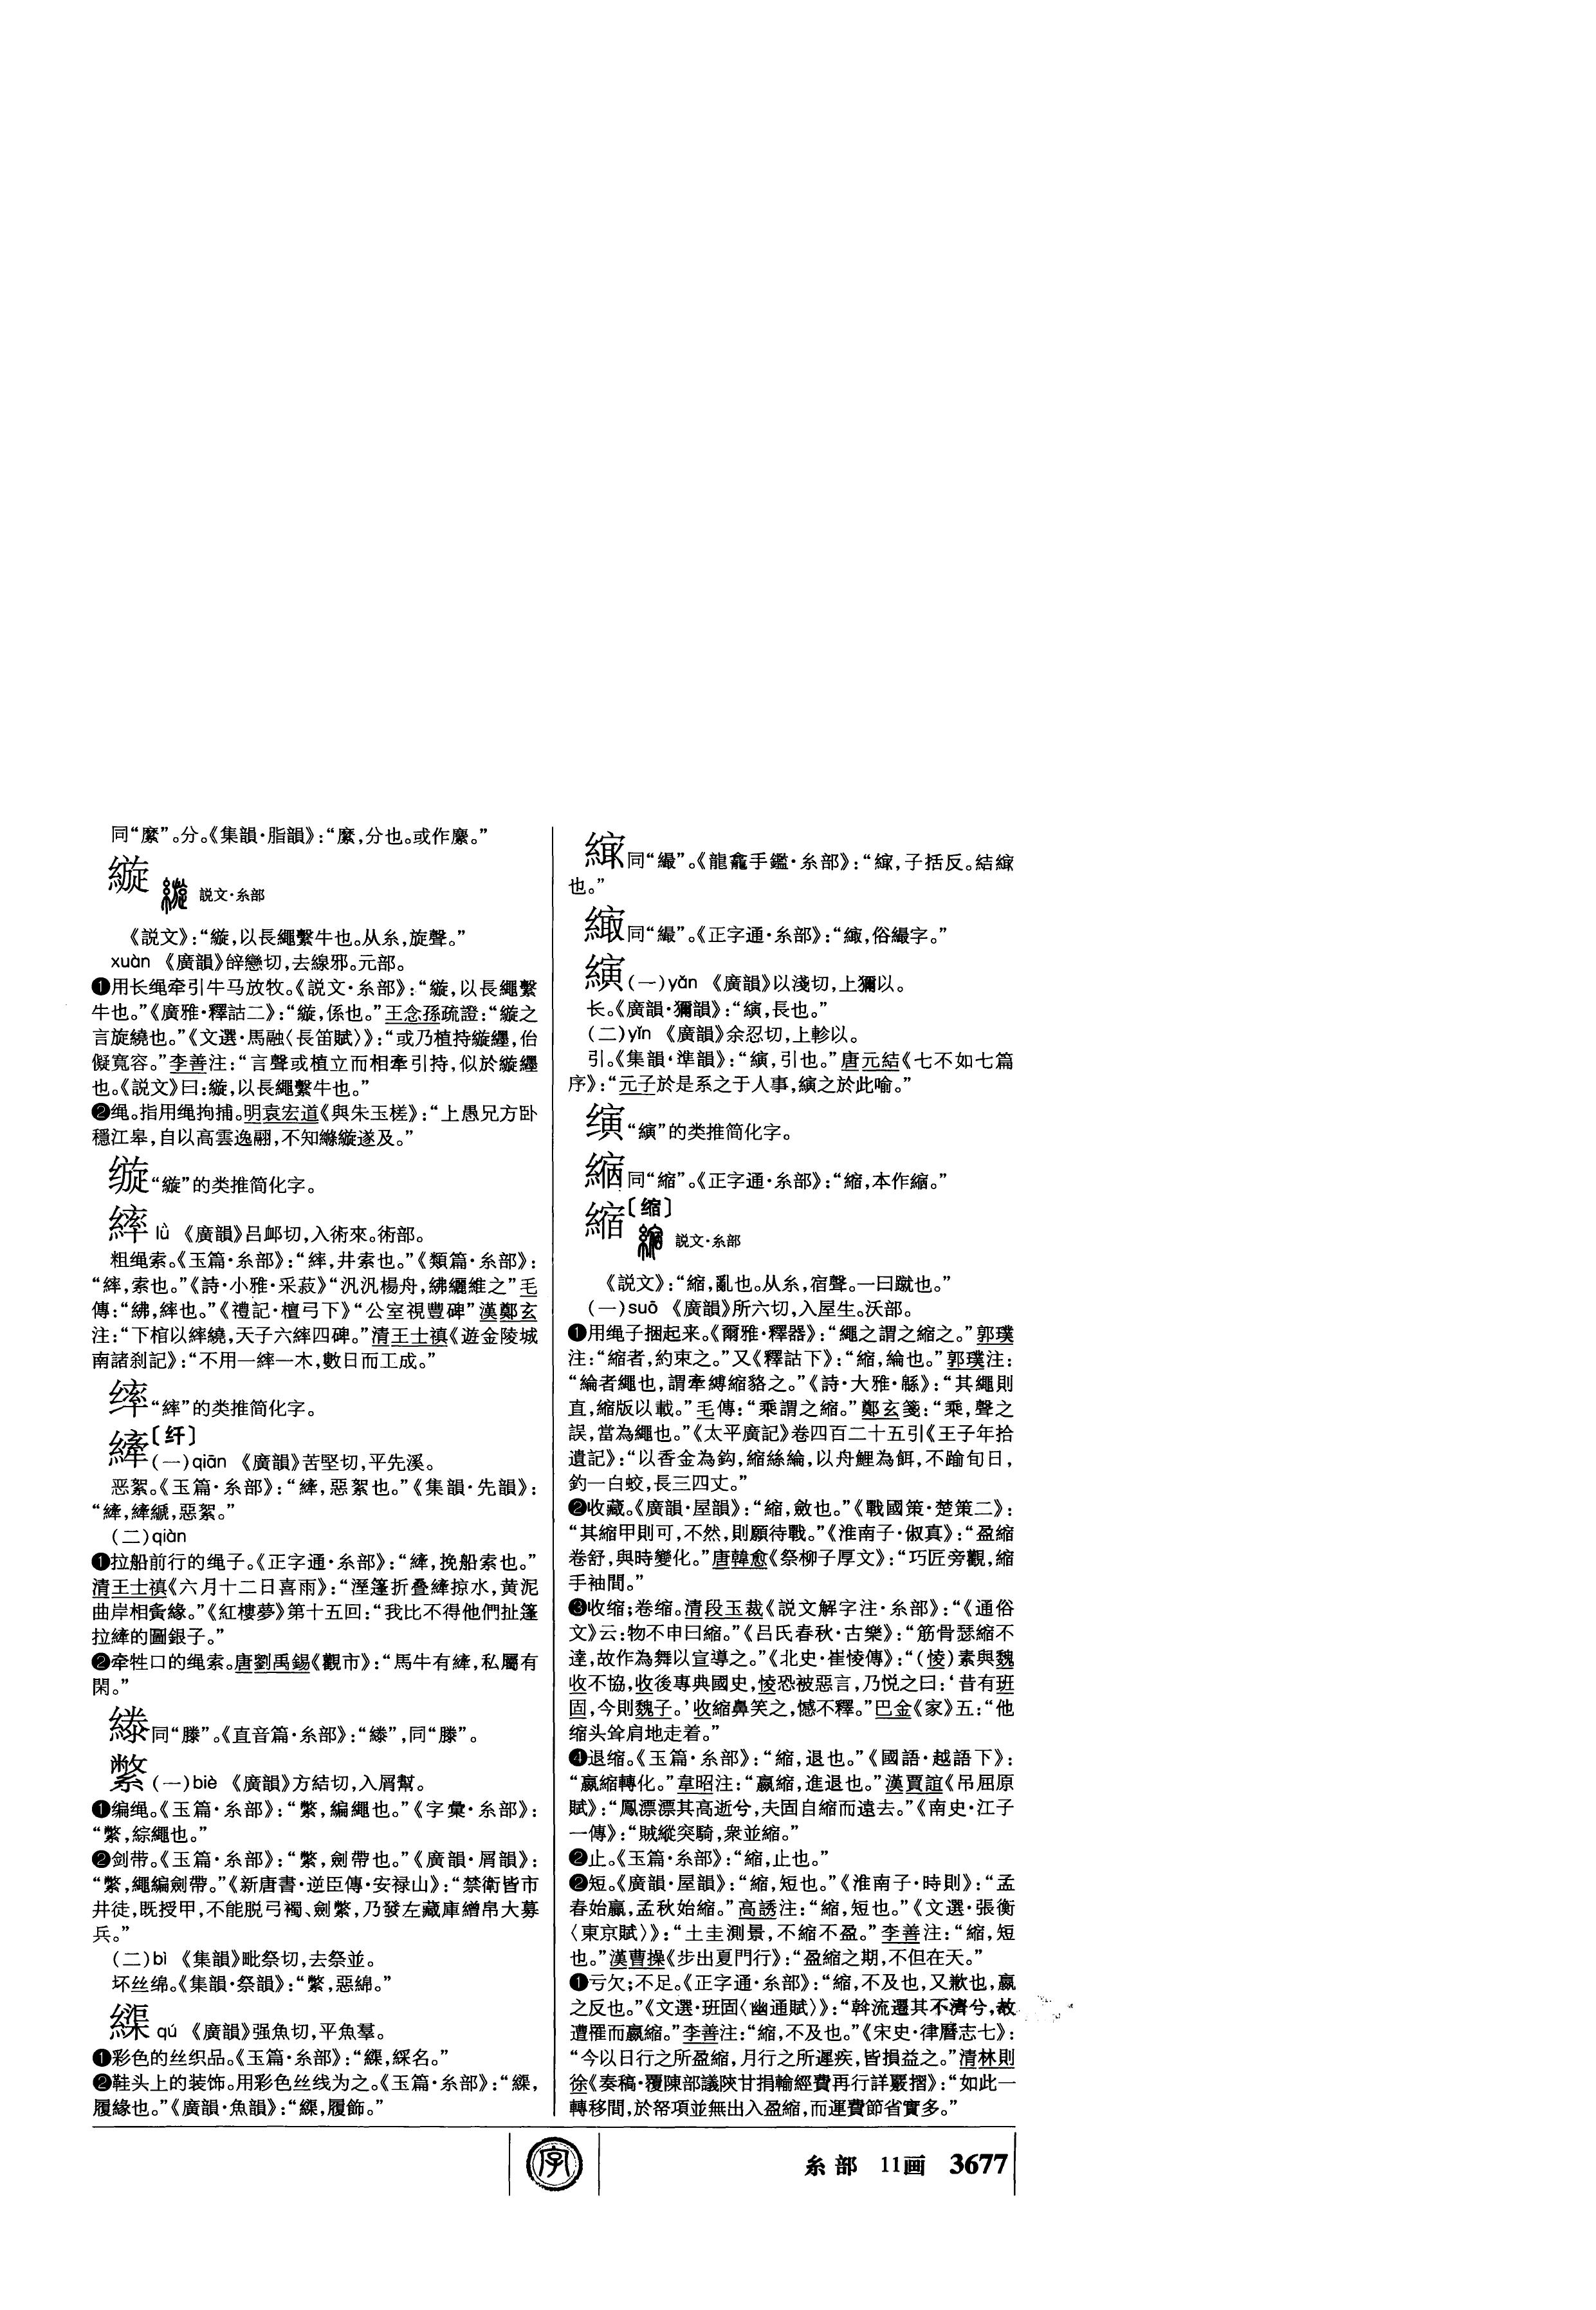 同“縻”。分。《集韻·脂韻》：“縻，分也。或作縻。”
縼
説文·糸部
《説文》：“縼，以長繩繫牛也。从糸，旋聲。”
xuàn 《廣韻》辝戀切，去線邪。元部。
❶用长绳牵引牛马放牧。《説文·糸部》：“縼，以長繩繫
牛也。”《廣雅·釋詁二》：“縼，係也。”王念孫疏證：“縼之
言旋繞也。”《文選·馬融〈長笛賦〉》：“或乃植持縼纆，佁
儗寬容。”李善注：“言聲或植立而相牽引持，似於縼纆
也。《説文》曰：縼，以長繩繫牛也。”
❷绳。指用绳拘捕。明袁宏道《與朱玉槎》：“上愚兄方卧
穩江皋，自以高雲逸翮，不知縧縼遂及。”
“縼”的类推简化字。
繂 lǜ 《廣韻》吕卹切，入術來。術部。
粗绳索。《玉篇·糸部》：“繂，井索也。”《類篇·糸部》：
“繂，索也。”《詩·小雅·采菽》“汎汎楊舟，紼纚維之”毛
傳：“紼，繂也。”《禮記·檀弓下》“公室視豐碑”漢鄭玄
注：“下棺以繂繞，天子六繂四碑。”清王士禛《遊金陵城
南諸刹記》：“不用一繂一木，數日而工成。”
“繂”的类推简化字。
縴〔纤〕
(一)qiān 《廣韻》苦堅切，平先溪。
恶絮。《玉篇·糸部》：“縴，惡絮也。”《集韻·先韻》：
“縴，縴縭，惡絮。”
(二)qiàn
❶拉船前行的绳子。《正字通·糸部》：“縴，挽船索也。”
清王士禛《六月十二日喜雨》：“溼篷折叠縴掠水，黄泥
曲岸相夤緣。”《紅樓夢》第十五回：“我比不得他們扯篷
拉縴的圖銀子。”
❷牵牲口的绳索。唐劉禹錫《觀市》：“馬牛有縴，私屬有
閑。”
同“縢”。《直音篇·糸部》：“𦄂”，同“縢”。
䋢(一)biè 《廣韻》方結切，入屑幫。
❶编绳。《玉篇·糸部》：“䋢，編繩也。”《字彙·糸部》：
“䋢，綜繩也。”
❷剑带。《玉篇·糸部》：“䋢，劍帶也。”《廣韻·屑韻》：
“䋢，繩編劍帶。”《新唐書·逆臣傳·安禄山》：“禁衛皆市
井徒，既授甲，不能脱弓襡、劍䋢，乃發左藏庫繒帛大募
兵。”
(二)bì 《集韻》毗祭切，去祭並。
坏丝绵。《集韻·祭韻》：“䋢，惡綿。”
qú 《廣韻》强魚切，平魚羣。
❶彩色的丝织品。《玉篇·糸部》：“，綵名。”
❷鞋头上的装饰。用彩色丝线为之。《玉篇·糸部》：“，
履緣也。”《廣韻·魚韻》：“，履飾。”
同“繓”。《龍龕手鑑·糸部》：“，子括反。結
也。”
同“繓”。《正字通·糸部》：“，俗繓字。”
縯(一)yǎn 《廣韻》以淺切，上獮以。
长。《廣韻·獮韻》：“縯，長也。”
(二)yǐn 《廣韻》余忍切，上軫以。
引。《集韻·準韻》：“縯，引也。”唐元結《七不如七篇
序》：“元子於是系之于人事，縯之於此喻。”
𬙂“縯”的类推简化字。
同“縮”。《正字通·糸部》：“縮，本作。”
縮〔缩〕
説文·糸部
《説文》：“縮，亂也。从糸，宿聲。一曰蹴也。”
(一)suō 《廣韻》所六切，入屋生。沃部。
❶用绳子捆起来。《爾雅·釋器》：“繩之謂之縮之。”郭璞
注：“縮者，約束之。”又《釋詁下》：“縮，綸也。”郭璞注：
“綸者繩也，謂牽縛縮貉之。”《詩·大雅·緜》：“其繩則
直，縮版以載。”毛傳：“乘謂之縮。”鄭玄箋：“乘，聲之
誤，當為繩也。”《太平廣記》卷四百二十五引《王子年拾
遺記》：“以香金為鈎，縮絲綸，以舟鯉為餌，不踰旬日，
釣一白蛟，長三四丈。”
❷收藏。《廣韻·屋韻》：“縮，斂也。”《戰國策·楚策二》：
“其縮甲則可，不然，則願待戰。”《淮南子·俶真》：“盈縮
卷舒，與時變化。”唐韓愈《祭柳子厚文》：“巧匠旁觀，縮
手袖間。”
❸收缩；卷缩。清段玉裁《説文解字注·糸部》：“《通俗
文》云：物不申曰縮。”《吕氏春秋·古樂》：“筋骨瑟縮不
達，故作為舞以宣導之。”《北史·崔㥄傳》：“(㥄)素與魏
收不協，收後專典國史，㥄恐被惡言，乃悦之曰：‘昔有班
固，今則魏子。’收縮鼻笑之，憾不釋。”巴金《家》五：“他
缩头耸肩地走着。”
❹退缩。《玉篇·糸部》：“縮，退也。”《國語·越語下》：
“嬴縮轉化。”韋昭注：“嬴縮，進退也。”漢賈誼《吊屈原
賦》：“鳳漂漂其高逝兮，夫固自縮而遠去。”《南史·江子
一傳》：“賊縱突騎，衆並縮。”
❷止。《玉篇·糸部》：“縮，止也。”
❷短。《廣韻·屋韻》：“縮，短也。”《淮南子·時則》：“孟
春始贏，孟秋始縮。”高誘注：“縮，短也。”《文選·張衡
〈東京賦〉》：“土圭測景，不縮不盈。”李善注：“縮，短
也。”漢曹操《步出夏門行》：“盈縮之期，不但在天。”
❶亏欠；不足。《正字通·糸部》：“縮，不及也，又歉也，嬴
之反也。”《文選·班固〈幽通賦〉》：“斡流遷其不濟兮，故
遭罹而嬴縮。”李善注：“縮，不及也。”《宋史·律曆志七》：
“今以日行之所盈縮，月行之所遲疾，皆損益之。”清林則
徐《奏稿·覆陳部議陝甘捐輸經費再行詳覈摺》：“如此一
轉移間，於帑項並無出入盈縮，而運費節省實多。”
字
糸部 11画 3677